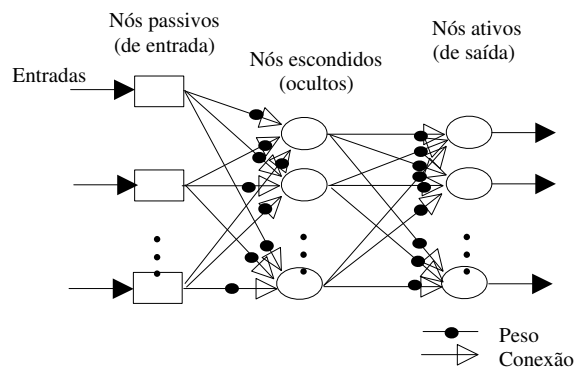 Nós passivos
(de entrada)
Nós escondidos
(ocultos)
Nós ativos
(de saída)
Entradas
Peso
Conexão